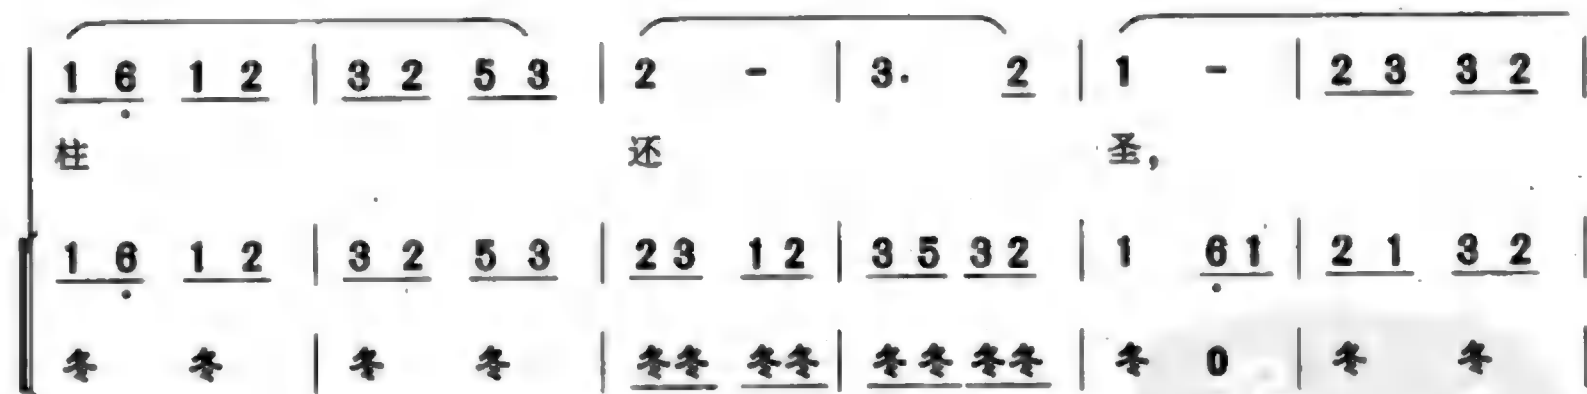 1 6̣ 1 2 | 3 2 5 3 | 2 - | 3. 2 | 1 - | 2 3 3 2 |
柱 还 圣,
1 6̣ 1 2 | 3 2 5 3 | 2 3 1 2 | 3 5 3 2 | 1 6̣ 1 | 2 1 3 2 |
冬 冬 | 冬 冬 | 冬冬 冬冬 | 冬冬 冬冬 | 冬 0 | 冬 冬 |